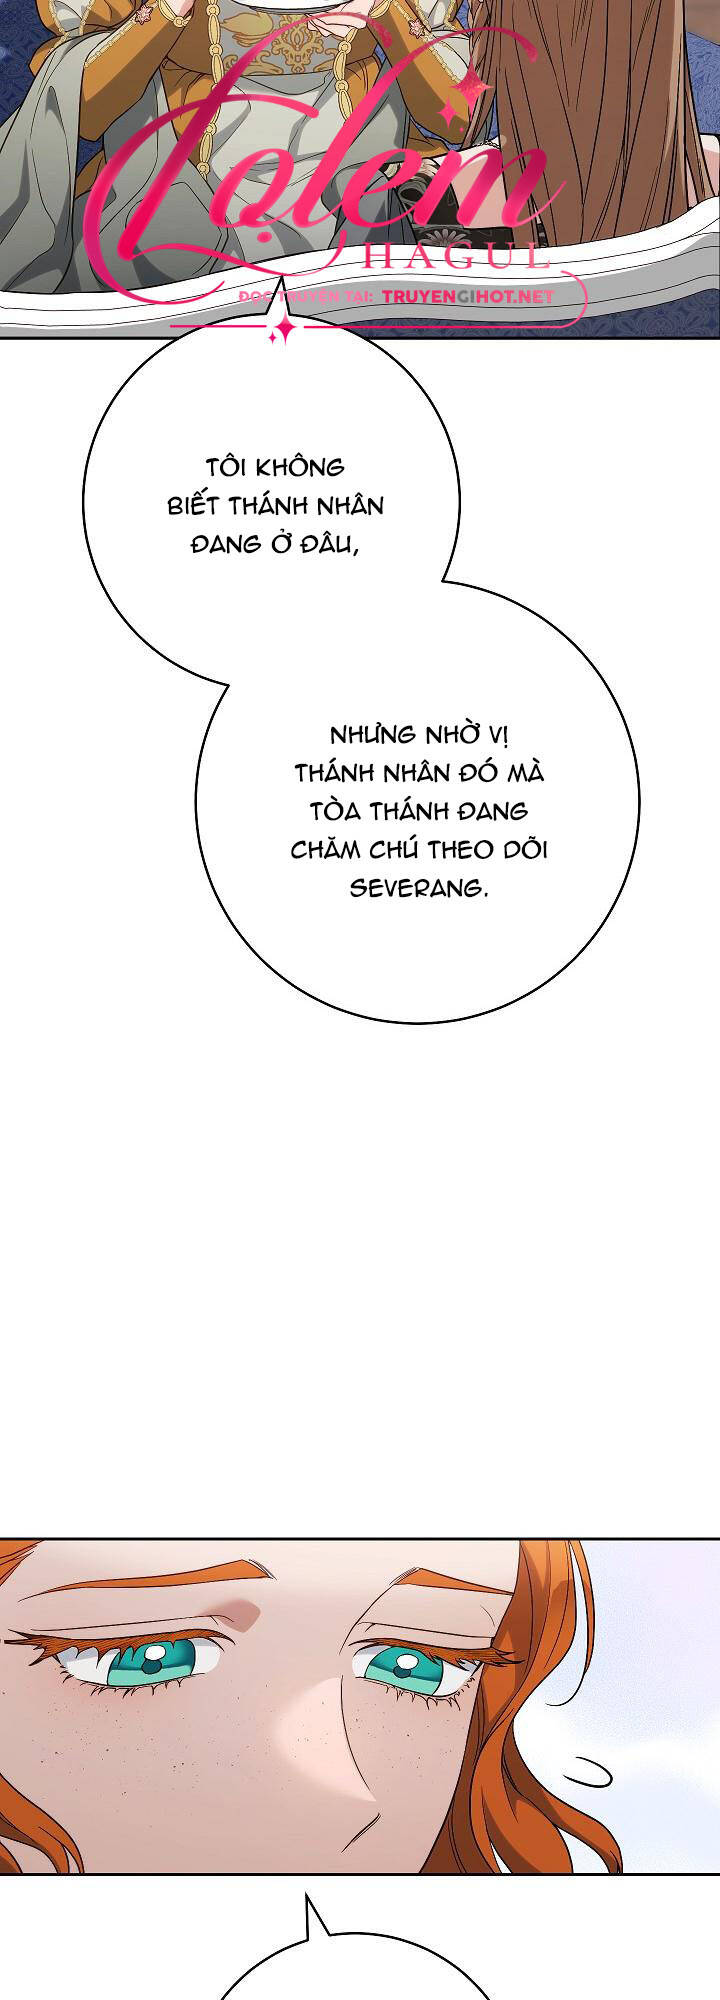 Lọlem
HAGUL
ĐỌC TRUYỆN TẠI: TRUYENGIHOT.NET
TÔI KHÔNG
BIẾT THÁNH NHÂN
ĐANG Ở ĐÂU,
NHƯNG NHỜ VỊ
THÁNH NHÂN ĐÓ MÀ
TÒA THÁNH ĐANG
CHĂM CHÚ THEO DÕI
SEVERANG.